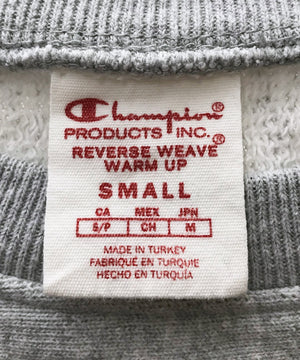 Champion®
PRODUCTS INC.®
REVERSE WEAVE
WARM UP
SMALL
CA MEX JPN
S/P CH M
MADE IN TURKEY
FABRIQUÉ EN TURQUIE
HECHO EN TURQUÍA